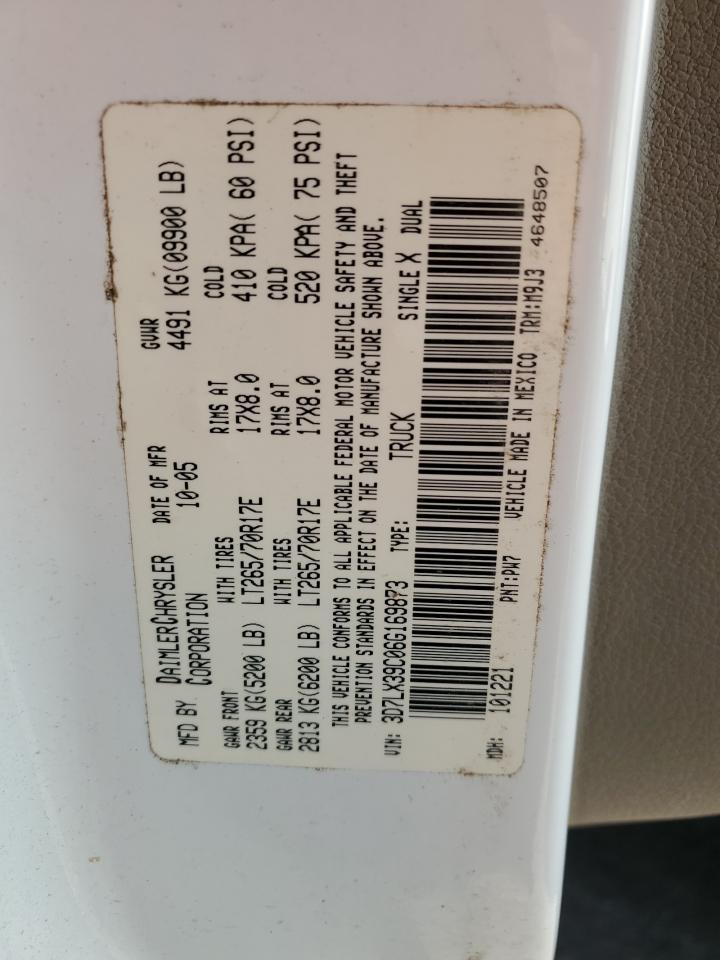 MFD BY DAIMLERCHRYSLER CORPORATION DATE OF MFR 10-05 GVWR 4491 KG(09900 LB)
GAWR FRONT WITH TIRES RIMS AT COLD
2359 KG(5200 LB) LT265/70R17E 17X8.0 410 KPA( 60 PSI)
GAWR REAR WITH TIRES RIMS AT COLD
2813 KG(6200 LB) LT265/70R17E 17X8.0 520 KPA( 75 PSI)
THIS VEHICLE CONFORMS TO ALL APPLICABLE FEDERAL MOTOR VEHICLE SAFETY AND THEFT
PREVENTION STANDARDS IN EFFECT ON THE DATE OF MANUFACTURE SHOWN ABOVE.
VIN: 3D7LX39C06G169873 TYPE: TRUCK SINGLE X DUAL
MDH: 101221 PNT:PW7 VEHICLE MADE IN MEXICO TRM:M9J3
4648507